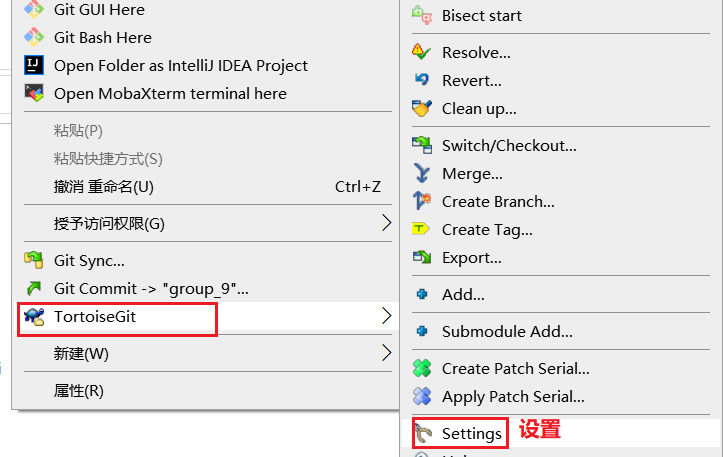 Git GUI Here
Git Bash Here
Open Folder as IntelliJ IDEA Project
Open MobaXterm terminal here
粘贴(P)
粘贴快捷方式(S)
撤消 重命名(U) Ctrl+Z
授予访问权限(G)
Git Sync...
Git Commit -> "group_9"...
TortoiseGit
新建(W)
属性(R)
Bisect start
Resolve...
Revert...
Clean up...
Switch/Checkout...
Merge...
Create Branch...
Create Tag...
Export...
Add...
Submodule Add...
Create Patch Serial...
Apply Patch Serial...
Settings 设置